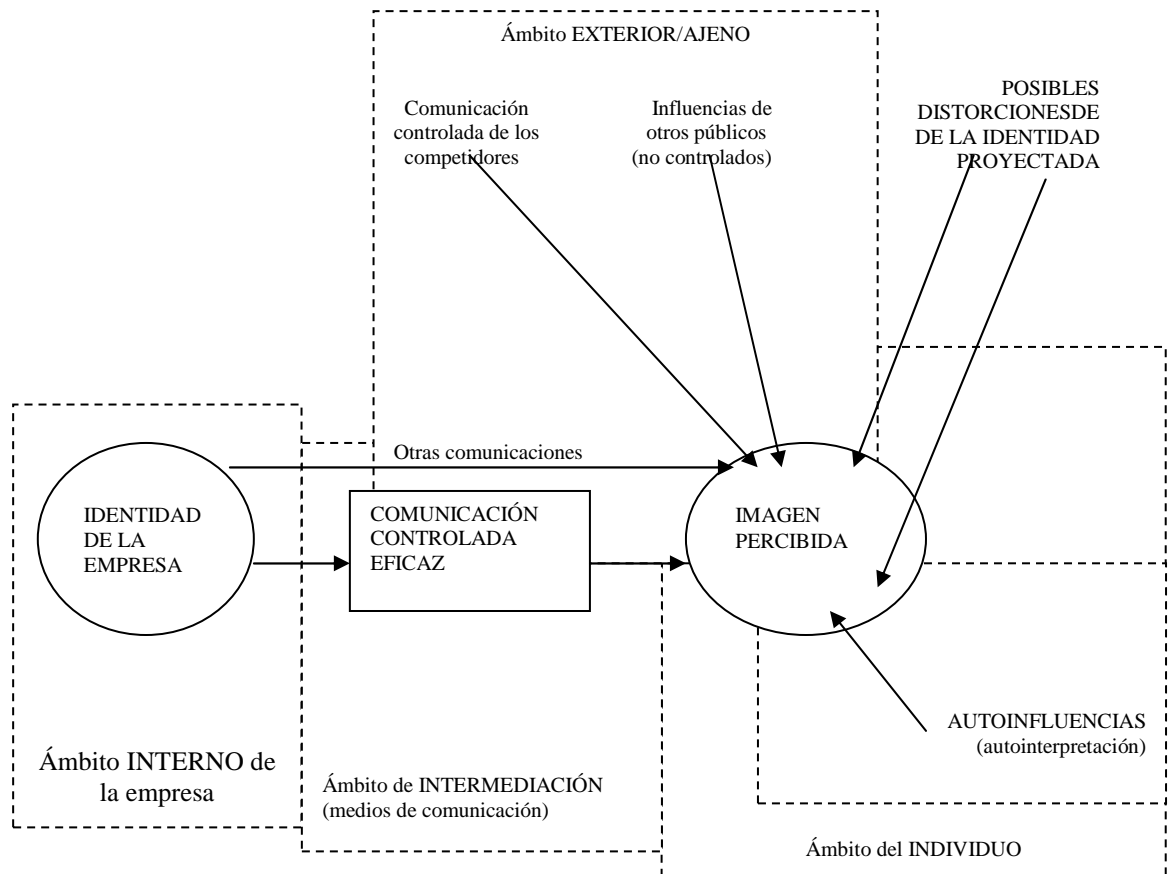 Ámbito EXTERIOR/AJENO
Comunicación
controlada de los
competidores
Influencias de
otros públicos
(no controlados)
POSIBLES
DISTORCIONESDE
DE LA IDENTIDAD
PROYECTADA
Otras comunicaciones
IDENTIDAD
DE LA
EMPRESA
COMUNICACIÓN
CONTROLADA
EFICAZ
IMAGEN
PERCIBIDA
AUTOINFLUENCIAS
(autointerpretación)
Ámbito INTERNO de
la empresa
Ámbito de INTERMEDIACIÓN
(medios de comunicación)
Ámbito del INDIVIDUO